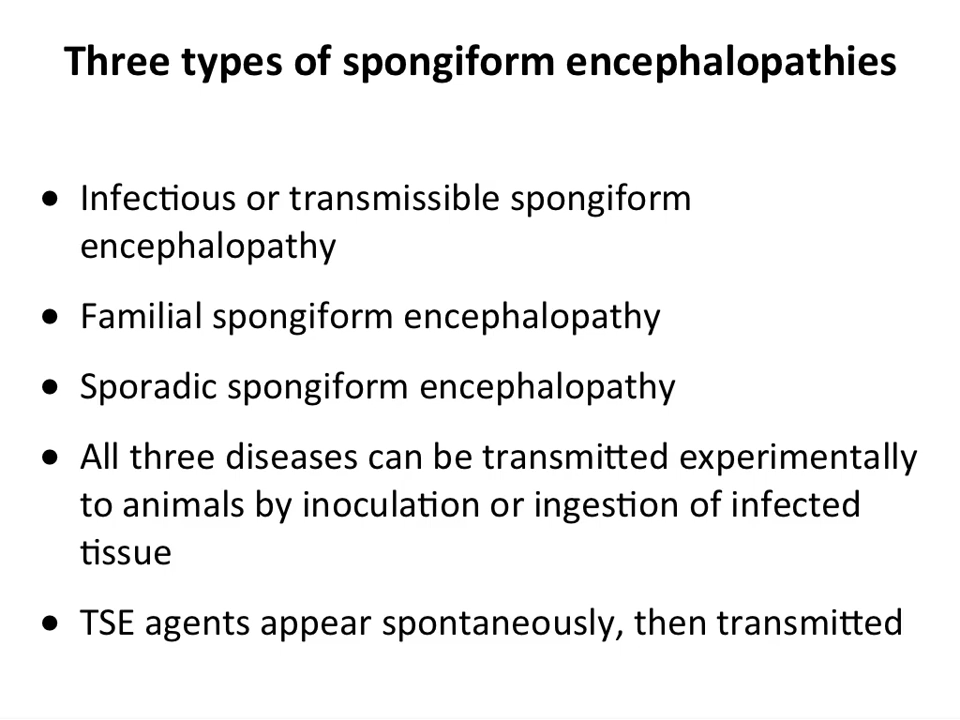 Three types of spongiform encephalopathies
• Infectious or transmissible spongiform
encephalopathy
• Familial spongiform encephalopathy
• Sporadic spongiform encephalopathy
• All three diseases can be transmitted experimentally
to animals by inoculation or ingestion of infected
tissue
• TSE agents appear spontaneously, then transmitted